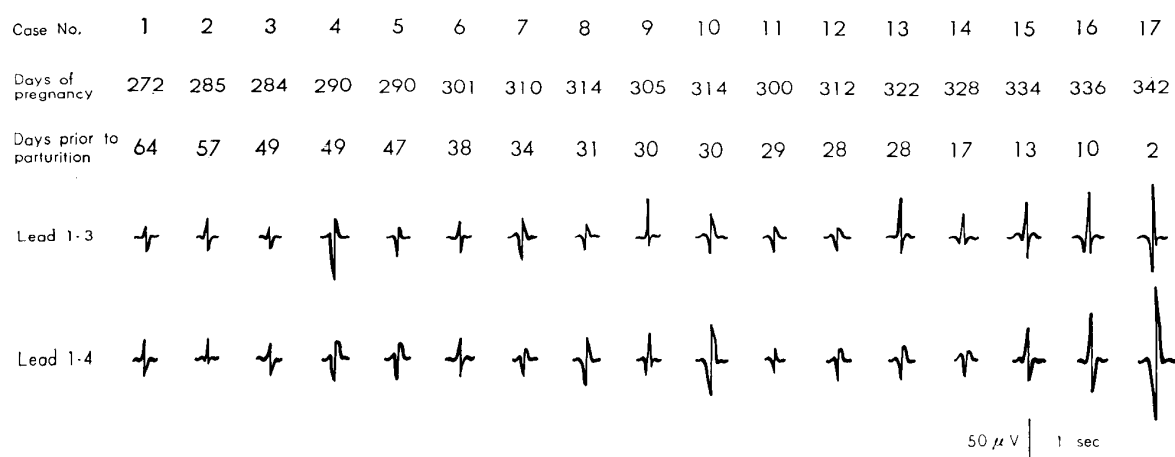 Case No. 1 2 3 4 5 6 7 8 9 10 11 12 13 14 15 16 17
Days of
pregnancy 272 285 284 290 290 301 310 314 305 314 300 312 322 328 334 336 342
Days prior to
parturition 64 57 49 49 47 38 34 31 30 30 29 28 28 17 13 10 2
Lead 1-3
Lead 1-4
50 μV 1 sec